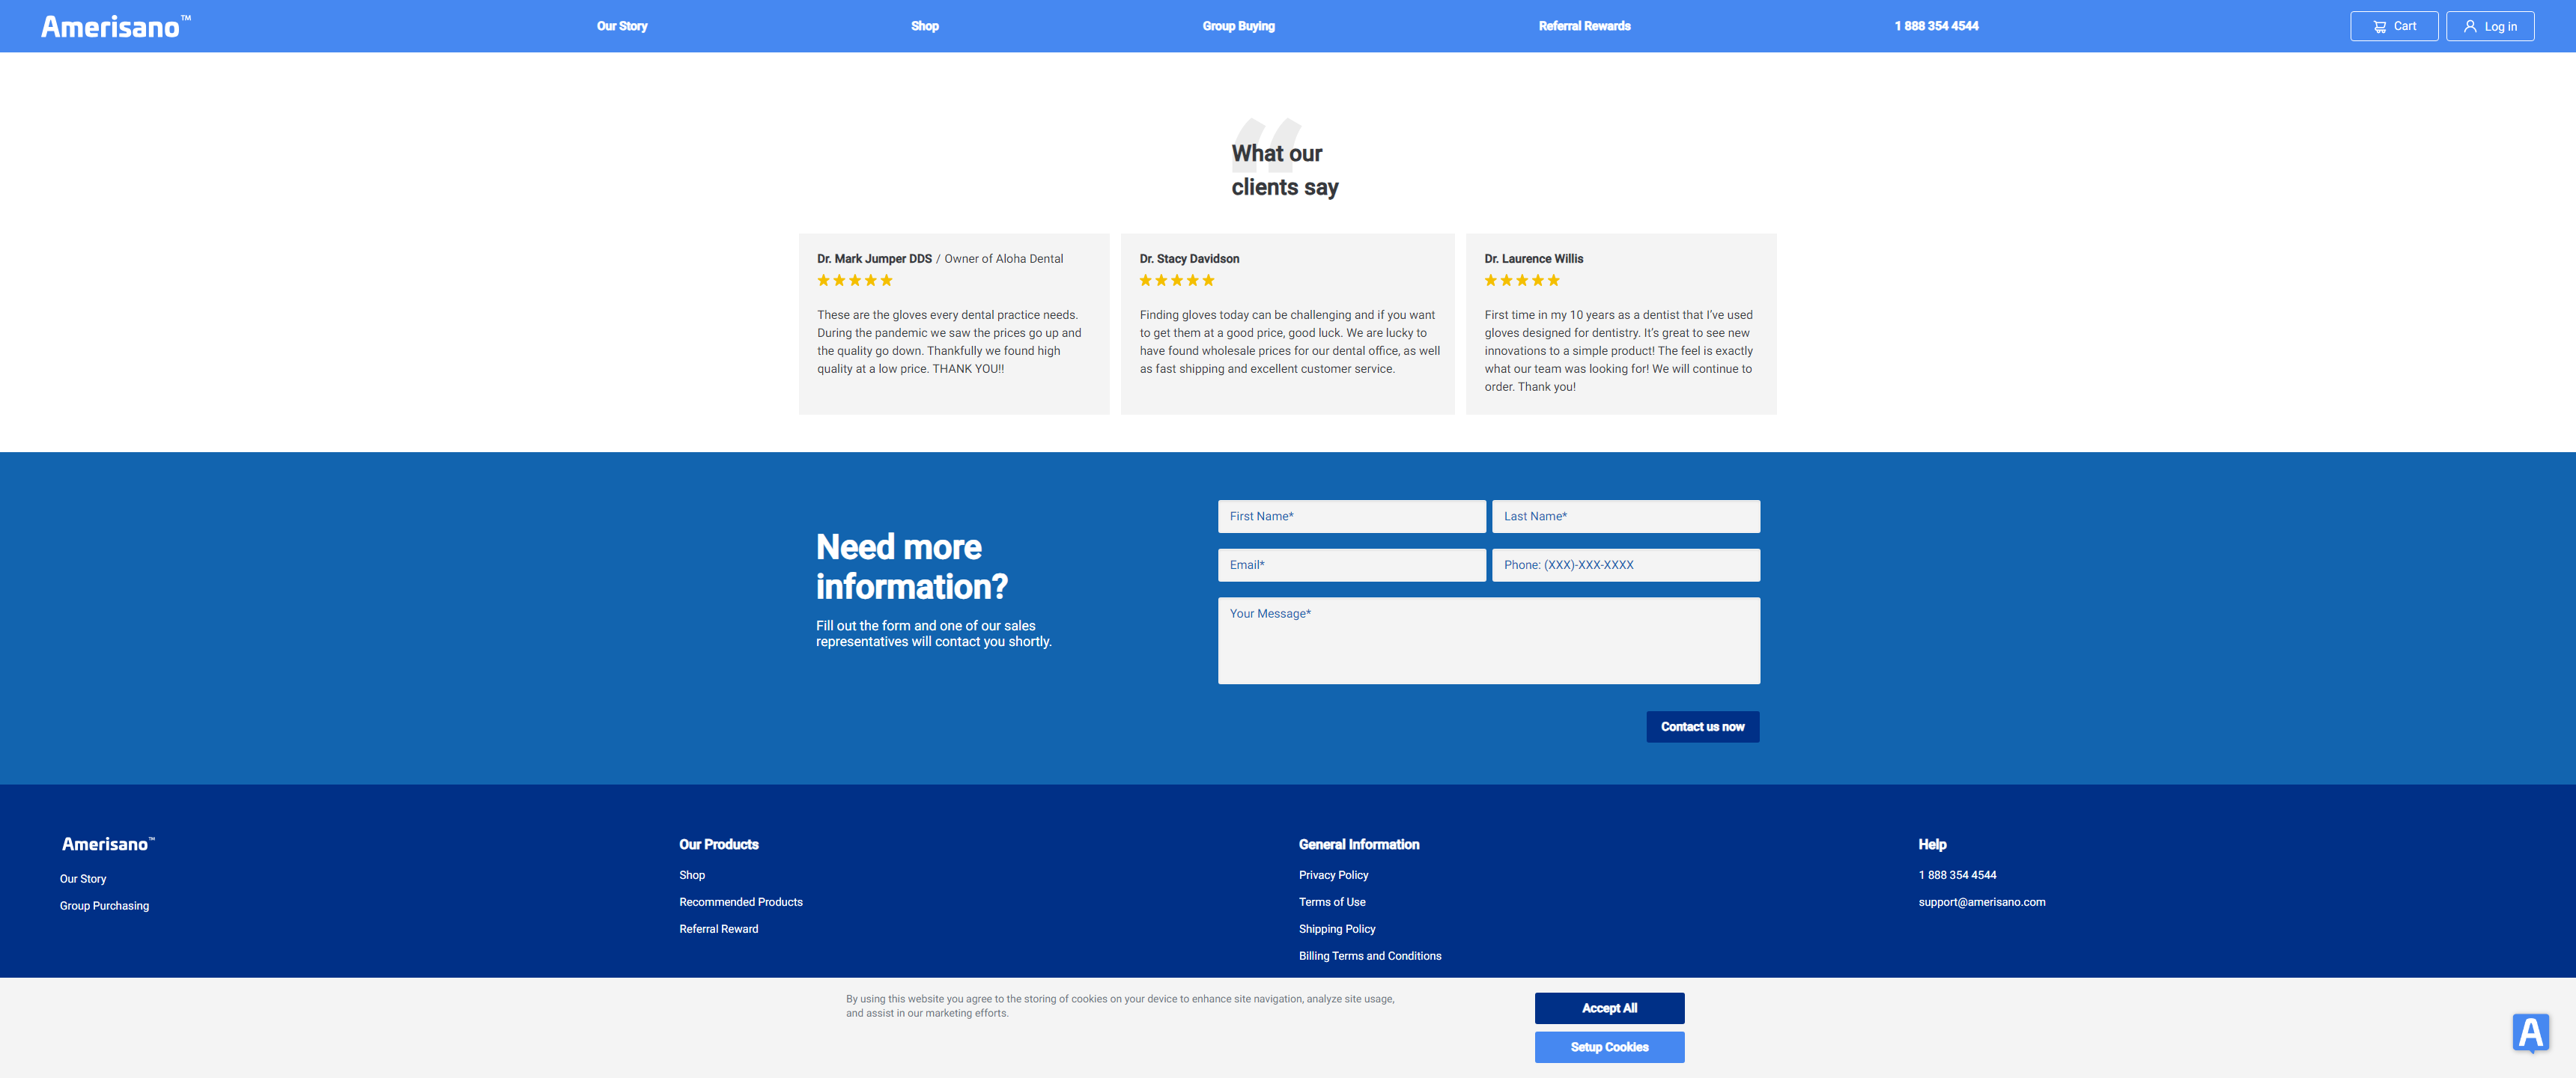 Amerisano™
Our Story
Shop
Group Buying
Referral Rewards
1 888 354 4544
Cart
Log in
“
What our
clients say
Dr. Mark Jumper DDS / Owner of Aloha Dental
These are the gloves every dental practice needs.
During the pandemic we saw the prices go up and
the quality go down. Thankfully we found high
quality at a low price. THANK YOU!!
Dr. Stacy Davidson
Finding gloves today can be challenging and if you want
to get them at a good price, good luck. We are lucky to
have found wholesale prices for our dental office, as well
as fast shipping and excellent customer service.
Dr. Laurence Willis
First time in my 10 years as a dentist that I’ve used
gloves designed for dentistry. It’s great to see new
innovations to a simple product! The feel is exactly
what our team was looking for! We will continue to
order. Thank you!
Need more
information?
Fill out the form and one of our sales
representatives will contact you shortly.
First Name*
Last Name*
Email*
Phone: (XXX)-XXX-XXXX
Your Message*
Contact us now
Amerisano™
Our Story
Group Purchasing
Our Products
Shop
Recommended Products
Referral Reward
General Information
Privacy Policy
Terms of Use
Shipping Policy
Billing Terms and Conditions
Help
1 888 354 4544
support@amerisano.com
By using this website you agree to the storing of cookies on your device to enhance site navigation, analyze site usage,
and assist in our marketing efforts.
Accept All
Setup Cookies
A